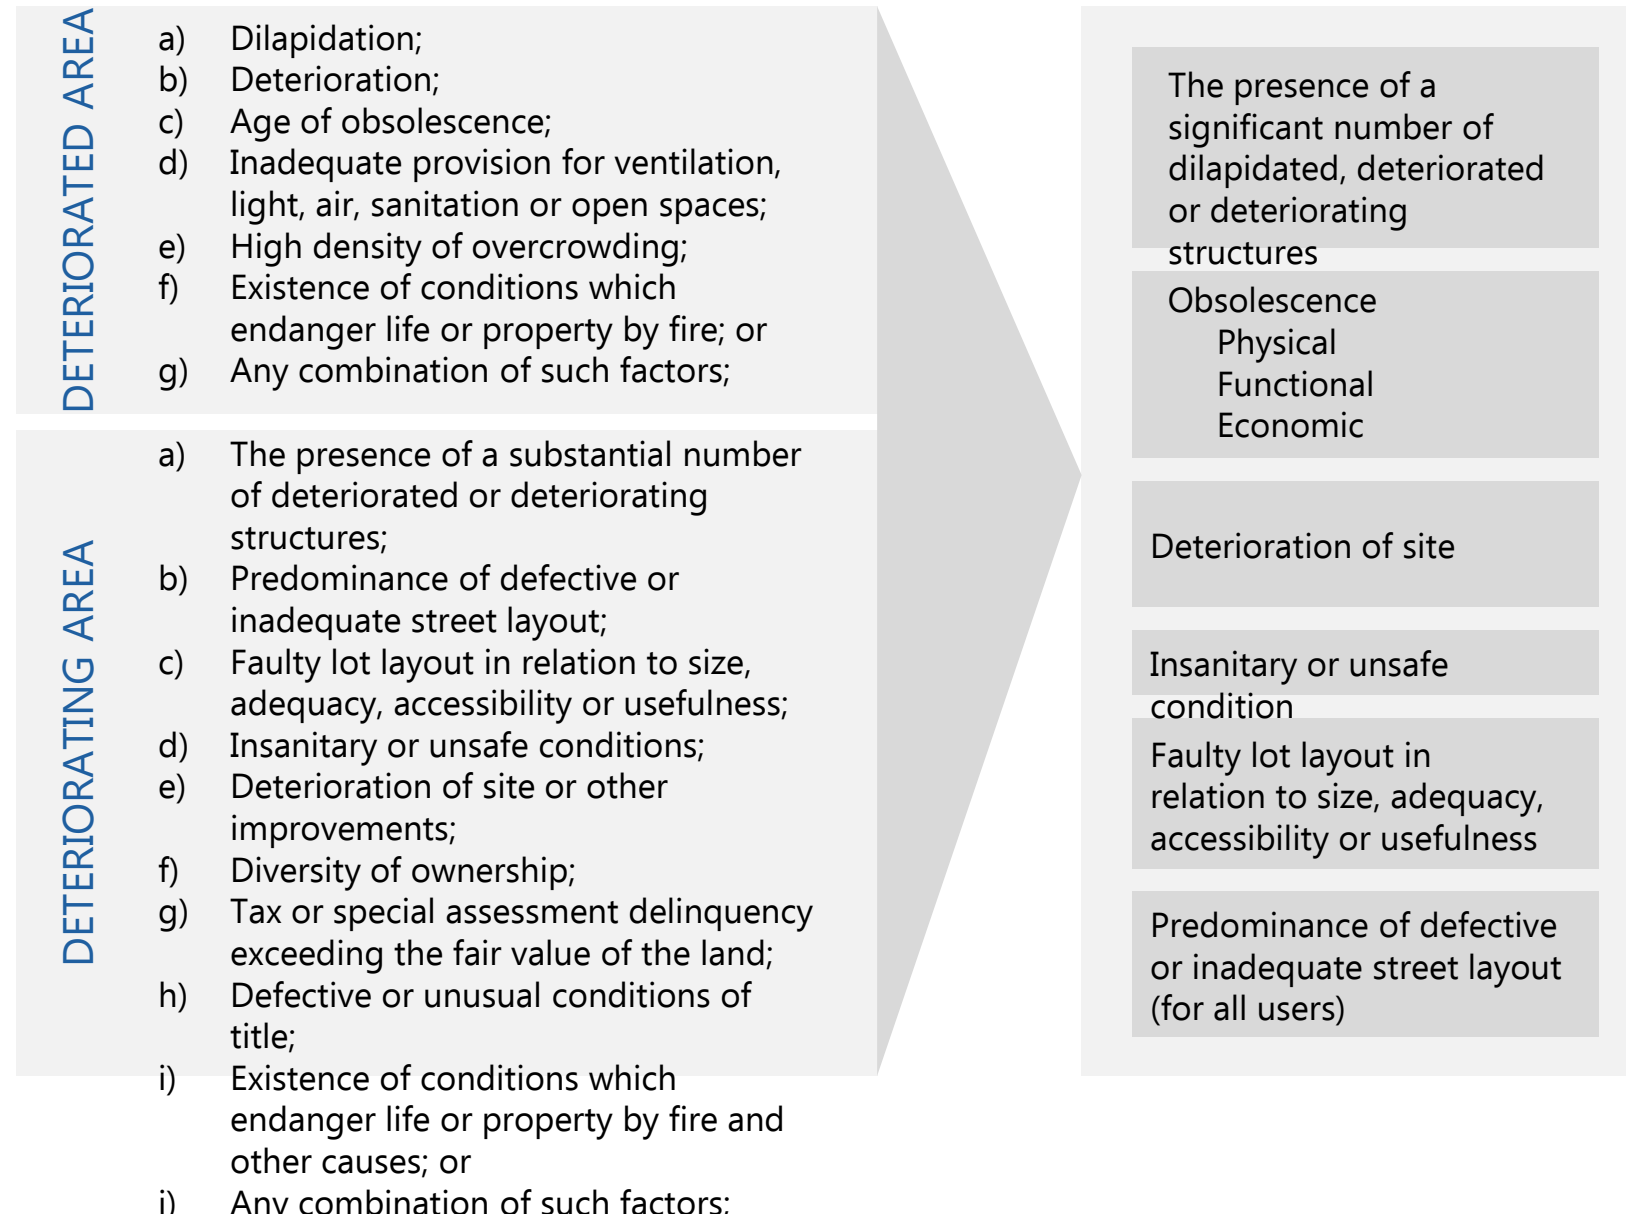 DETERIORATED AREA
a) Dilapidation;
b) Deterioration;
c) Age of obsolescence;
d) Inadequate provision for ventilation,
light, air, sanitation or open spaces;
e) High density of overcrowding;
f) Existence of conditions which
endanger life or property by fire; or
g) Any combination of such factors;
DETERIORATING AREA
a) The presence of a substantial number
of deteriorated or deteriorating
structures;
b) Predominance of defective or
inadequate street layout;
c) Faulty lot layout in relation to size,
adequacy, accessibility or usefulness;
d) Insanitary or unsafe conditions;
e) Deterioration of site or other
improvements;
f) Diversity of ownership;
g) Tax or special assessment delinquency
exceeding the fair value of the land;
h) Defective or unusual conditions of
title;
i) Existence of conditions which
endanger life or property by fire and
other causes; or
j) Any combination of such factors;
The presence of a
significant number of
dilapidated, deteriorated
or deteriorating
structures
Obsolescence
Physical
Functional
Economic
Deterioration of site
Insanitary or unsafe
condition
Faulty lot layout in
relation to size, adequacy,
accessibility or usefulness
Predominance of defective
or inadequate street layout
(for all users)